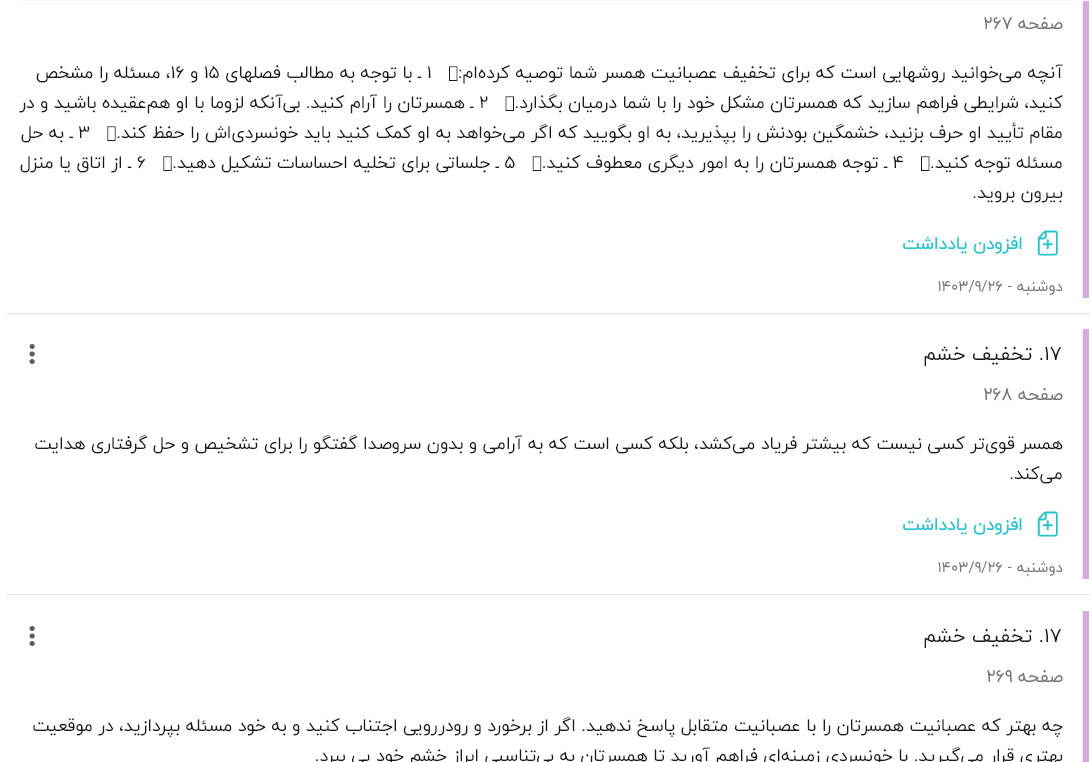 صفحه ۲۶۷
آنچه می‌خوانید روشهایی است که برای تخفیف عصبانیت همسر شما توصیه کرده‌ام:▯ ۱ ـ با توجه به مطالب فصلهای ۱۵ و ۱۶، مسئله را مشخص
کنید، شرایطی فراهم سازید که همسرتان مشکل خود را با شما درمیان بگذارد.▯ ۲ ـ همسرتان را آرام کنید. بی‌آنکه لزوما با او هم‌عقیده باشید و در
مقام تأیید او حرف بزنید، خشمگین بودنش را بپذیرید، به او بگویید که اگر می‌خواهد به او کمک کنید باید خونسردی‌اش را حفظ کند.▯ ۳ ـ به حل
مسئله توجه کنید.▯ ۴ ـ توجه همسرتان را به امور دیگری معطوف کنید.▯ ۵ ـ جلساتی برای تخلیه احساسات تشکیل دهید.▯ ۶ ـ از اتاق یا منزل
بیرون بروید.
افزودن یادداشت
دوشنبه - ۱۴۰۳/۹/۲۶
۱۷. تخفیف خشم
صفحه ۲۶۸
همسر قوی‌تر کسی نیست که بیشتر فریاد می‌کشد، بلکه کسی است که به آرامی و بدون سروصدا گفتگو را برای تشخیص و حل گرفتاری هدایت
می‌کند.
افزودن یادداشت
دوشنبه - ۱۴۰۳/۹/۲۶
۱۷. تخفیف خشم
صفحه ۲۶۹
چه بهتر که عصبانیت همسرتان را با عصبانیت متقابل پاسخ ندهید. اگر از برخورد و رودررویی اجتناب کنید و به خود مسئله بپردازید، در موقعیت
بهتری قرار می‌گیرید. با خونسردی زمینه‌ای فراهم آورید تا همسرتان به بی‌تناسبی ابراز خشم خود پی ببرد.